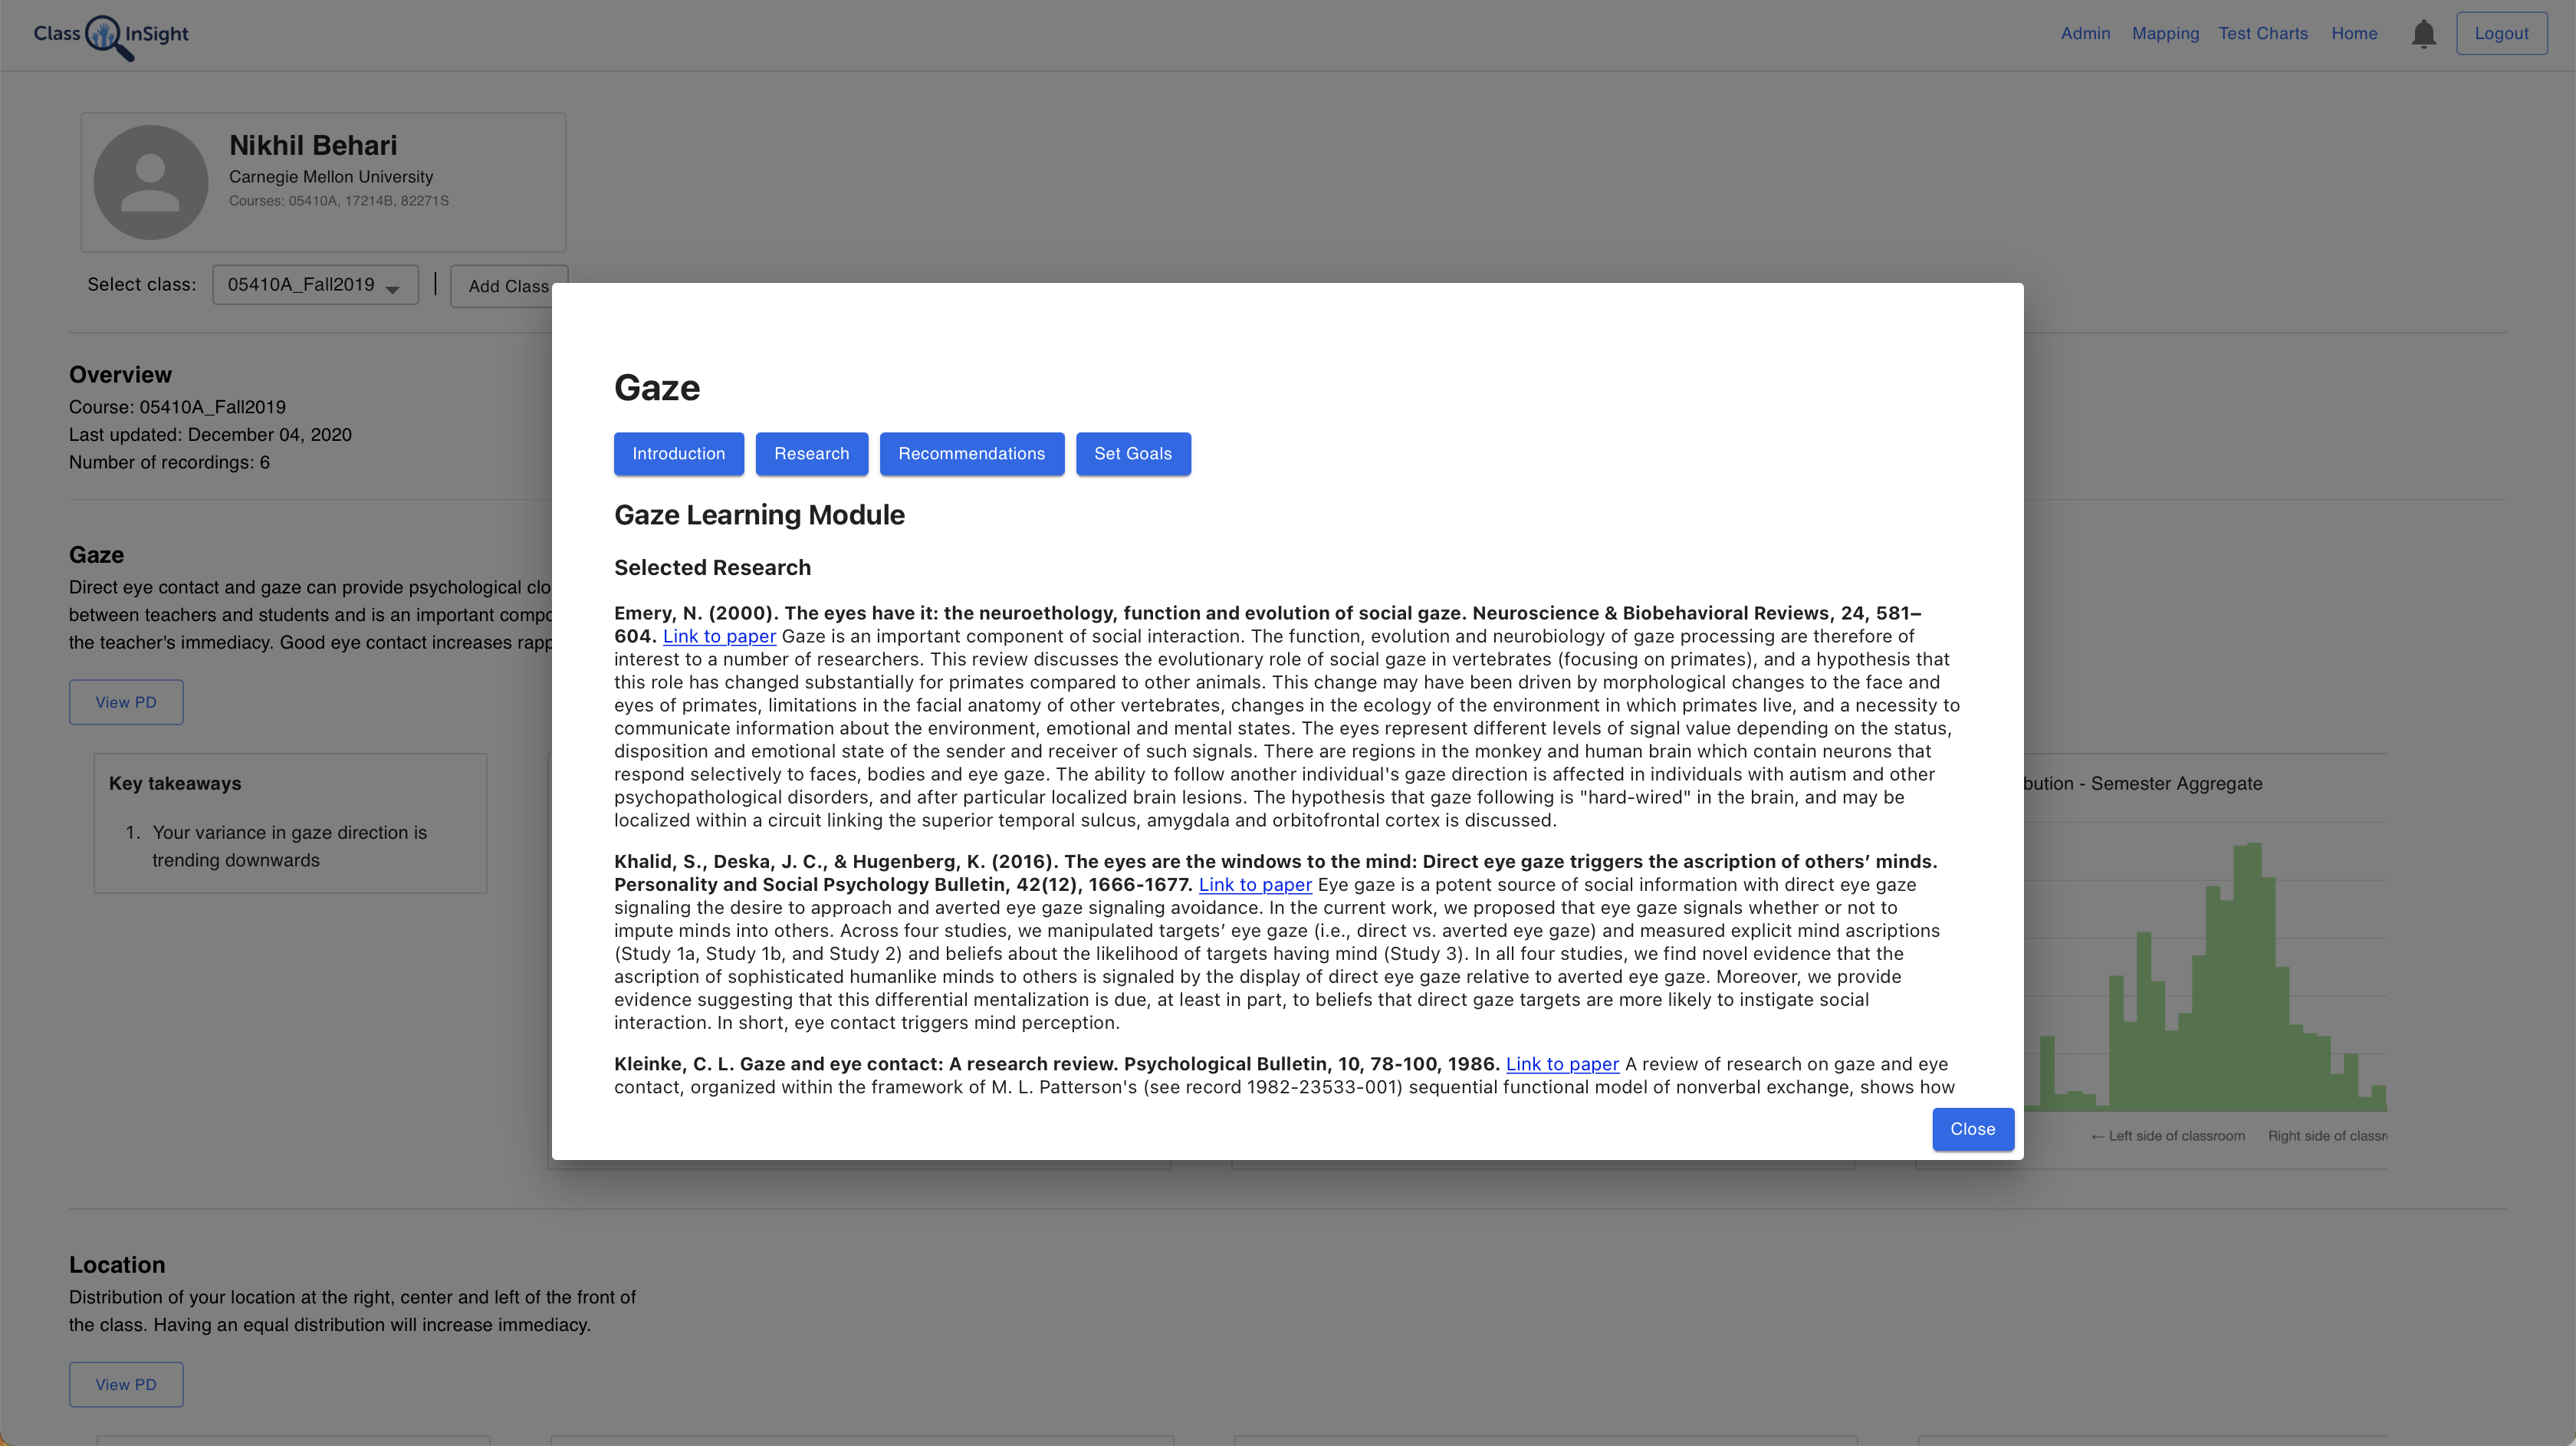 Class InSight
Admin Mapping Test Charts Home Logout
Nikhil Behari
Carnegie Mellon University
Courses: 05410A, 17214B, 82271S
Select class: 05410A_Fall2019 | Add Class
Overview
Course: 05410A_Fall2019
Last updated: December 04, 2020
Number of recordings: 6
Gaze
Direct eye contact and gaze can provide psychological clo
between teachers and students and is an important compo
the teacher's immediacy. Good eye contact increases rapp
View PD
Key takeaways
1. Your variance in gaze direction is
trending downwards
Gaze
Introduction Research Recommendations Set Goals
Gaze Learning Module
Selected Research
Emery, N. (2000). The eyes have it: the neuroethology, function and evolution of social gaze. Neuroscience & Biobehavioral Reviews, 24, 581–
604. Link to paper Gaze is an important component of social interaction. The function, evolution and neurobiology of gaze processing are therefore of
interest to a number of researchers. This review discusses the evolutionary role of social gaze in vertebrates (focusing on primates), and a hypothesis that
this role has changed substantially for primates compared to other animals. This change may have been driven by morphological changes to the face and
eyes of primates, limitations in the facial anatomy of other vertebrates, changes in the ecology of the environment in which primates live, and a necessity to
communicate information about the environment, emotional and mental states. The eyes represent different levels of signal value depending on the status,
disposition and emotional state of the sender and receiver of such signals. There are regions in the monkey and human brain which contain neurons that
respond selectively to faces, bodies and eye gaze. The ability to follow another individual's gaze direction is affected in individuals with autism and other
psychopathological disorders, and after particular localized brain lesions. The hypothesis that gaze following is "hard-wired" in the brain, and may be
localized within a circuit linking the superior temporal sulcus, amygdala and orbitofrontal cortex is discussed.
Khalid, S., Deska, J. C., & Hugenberg, K. (2016). The eyes are the windows to the mind: Direct eye gaze triggers the ascription of others’ minds.
Personality and Social Psychology Bulletin, 42(12), 1666-1677. Link to paper Eye gaze is a potent source of social information with direct eye gaze
signaling the desire to approach and averted eye gaze signaling avoidance. In the current work, we proposed that eye gaze signals whether or not to
impute minds into others. Across four studies, we manipulated targets’ eye gaze (i.e., direct vs. averted eye gaze) and measured explicit mind ascriptions
(Study 1a, Study 1b, and Study 2) and beliefs about the likelihood of targets having mind (Study 3). In all four studies, we find novel evidence that the
ascription of sophisticated humanlike minds to others is signaled by the display of direct eye gaze relative to averted eye gaze. Moreover, we provide
evidence suggesting that this differential mentalization is due, at least in part, to beliefs that direct gaze targets are more likely to instigate social
interaction. In short, eye contact triggers mind perception.
Kleinke, C. L. Gaze and eye contact: A research review. Psychological Bulletin, 10, 78-100, 1986. Link to paper A review of research on gaze and eye
contact, organized within the framework of M. L. Patterson's (see record 1982-23533-001) sequential functional model of nonverbal exchange, shows how
Close
bution - Semester Aggregate
← Left side of classroom Right side of classr
Location
Distribution of your location at the right, center and left of the front of
the class. Having an equal distribution will increase immediacy.
View PD